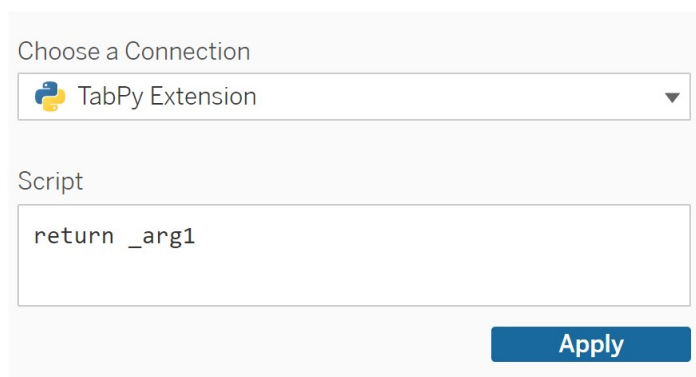 Choose a Connection
TabPy Extension
Script
return _arg1
Apply